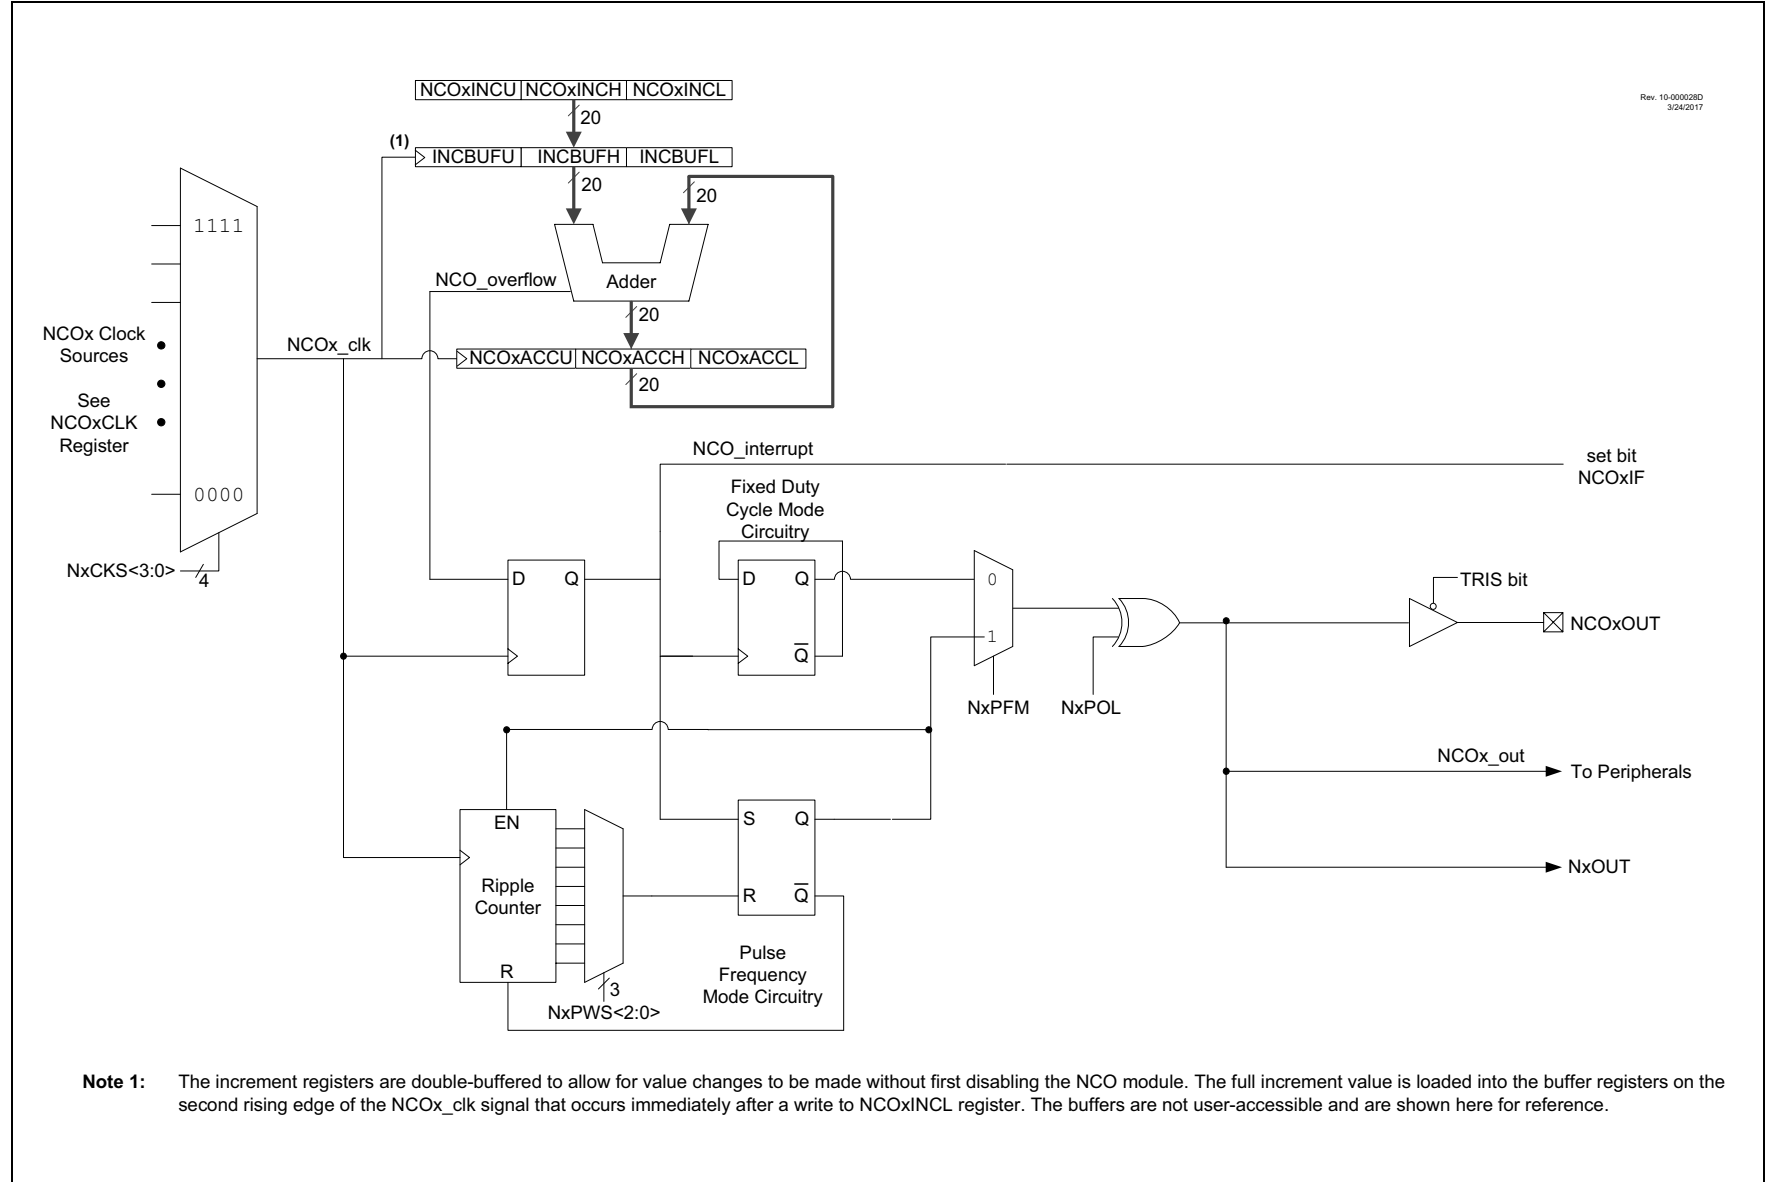 NCOxINCU NCOxINCH NCOxINCL
Rev. 10-000028D
3/24/2017
20
(1)
INCBUFU INCBUFH INCBUFL
20
20
1111
NCO_overflow
Adder
20
NCOx Clock
Sources
NCOx_clk
NCOxACCU NCOxACCH NCOxACCL
20
See
NCOxCLK
Register
NCO_interrupt
set bit
NCOxIF
0000
Fixed Duty
Cycle Mode
Circuitry
NxCKS<3:0>
4
D Q
D Q
0
TRIS bit
NCOxOUT
1
Q
NxPFM
NxPOL
NCOx_out
To Peripherals
EN
S Q
NxOUT
Ripple
Counter
R Q
R
3
NxPWS<2:0>
Pulse
Frequency
Mode Circuitry
Note 1: The increment registers are double-buffered to allow for value changes to be made without first disabling the NCO module. The full increment value is loaded into the buffer registers on the
second rising edge of the NCOx_clk signal that occurs immediately after a write to NCOxINCL register. The buffers are not user-accessible and are shown here for reference.